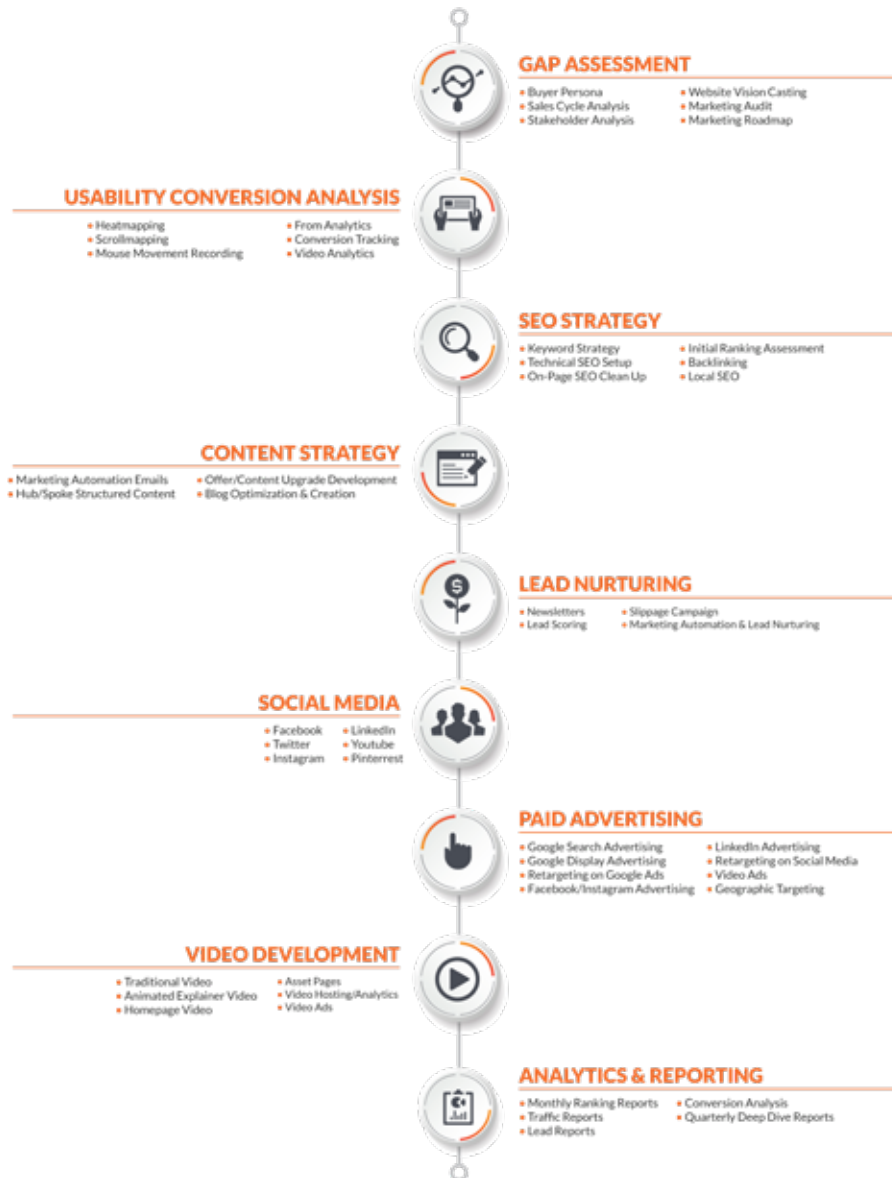 GAP ASSESSMENT
Buyer Persona
Sales Cycle Analysis
Stakeholder Analysis
Website Vision Casting
Marketing Audit
Marketing Roadmap
USABILITY CONVERSION ANALYSIS
Heatmapping
Scrollmapping
Mouse Movement Recording
From Analytics
Conversion Tracking
Video Analytics
SEO STRATEGY
Keyword Strategy
Technical SEO Setup
On-Page SEO Clean Up
Initial Ranking Assessment
Backlinking
Local SEO
CONTENT STRATEGY
Marketing Automation Emails
Hub/Spoke Structured Content
Offer/Content Upgrade Development
Blog Optimization & Creation
LEAD NURTURING
Newsletters
Lead Scoring
Slippage Campaign
Marketing Automation & Lead Nurturing
SOCIAL MEDIA
Facebook
Twitter
Instagram
LinkedIn
Youtube
Pinterrest
PAID ADVERTISING
Google Search Advertising
Google Display Advertising
Retargeting on Google Ads
Facebook/Instagram Advertising
LinkedIn Advertising
Retargeting on Social Media
Video Ads
Geographic Targeting
VIDEO DEVELOPMENT
Traditional Video
Animated Explainer Video
Homepage Video
Asset Pages
Video Hosting/Analytics
Video Ads
ANALYTICS & REPORTING
Monthly Ranking Reports
Traffic Reports
Lead Reports
Conversion Analysis
Quarterly Deep Dive Reports